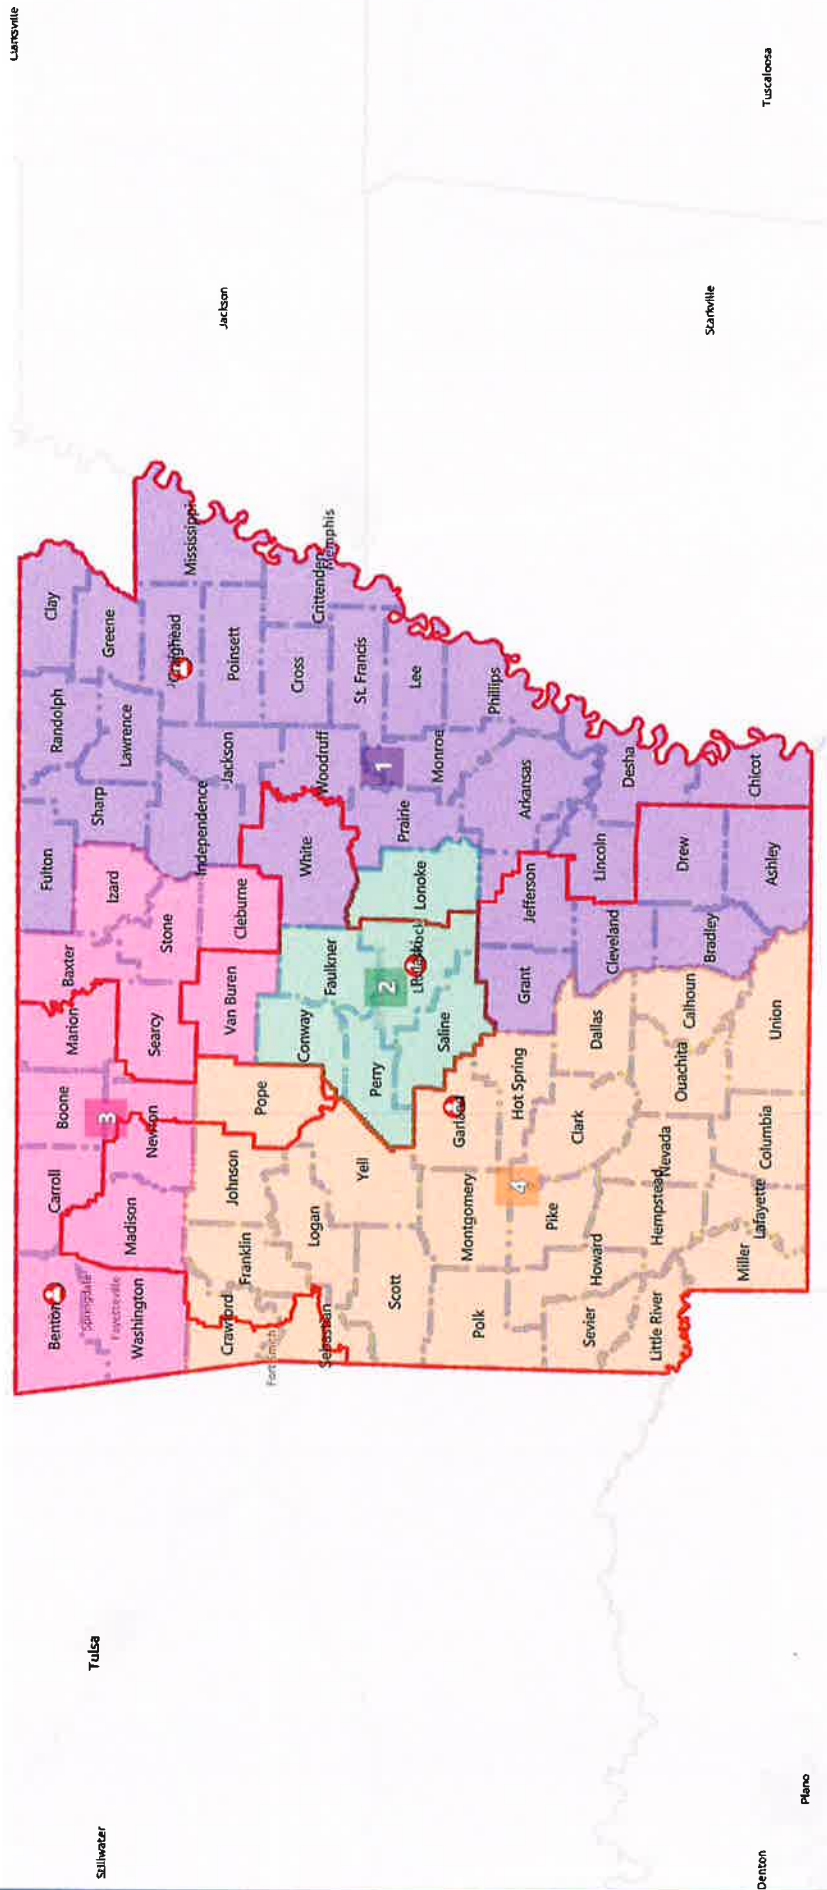 Clarksville
Tuscaloosa
Jackson
Starkville
Memphis
Clay
Greene
Mississippi
Craighead
Poinsett
Crittenden
Cross
St. Francis
Lee
Phillips
Randolph
Lawrence
Jackson
Woodruff
1
Monroe
Sharp
Independence
Prairie
Arkansas
Desha
Chicot
Fulton
Izard
White
Lonoke
Jefferson
Lincoln
Drew
Ashley
Baxter
Stone
Cleburne
Faulkner
2
Grant
Cleveland
Bradley
Marion
Searcy
Van Buren
Conway
Perry
Saline
Dallas
Calhoun
Union
Boone
3
Newton
Pope
Garland
Hot Spring
Clark
Ouachita
Nevada
Columbia
Carroll
Madison
Johnson
Yell
Logan
Montgomery
4
Pike
Hempstead
Lafayette
Benton
Springdale
Fayetteville
Washington
Franklin
Crawford
Fort Smith
Sebastian
Scott
Polk
Howard
Sevier
Little River
Miller
Tulsa
Stillwater
Plano
Denton